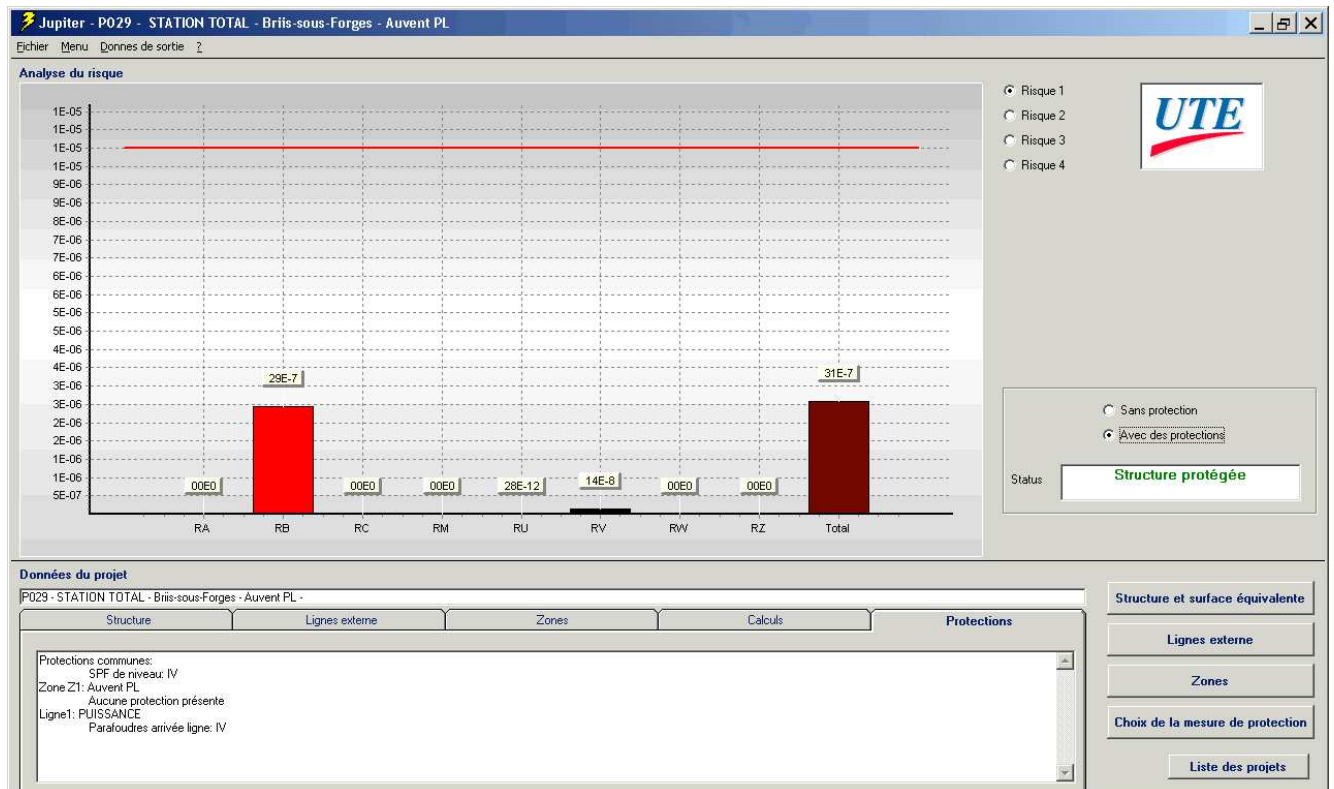 Jupiter - P029 - STATION TOTAL - Briis-sous-Forges - Auvent PL
Fichier Menu Donnes de sortie ?
Analyse du risque
1E-05
1E-05
1E-05
1E-05
9E-06
9E-06
8E-06
7E-06
7E-06
6E-06
6E-06
5E-06
5E-06
4E-06
4E-06
3E-06
3E-06
2E-06
2E-06
1E-06
1E-06
5E-07
00E0
29E-7
00E0
00E0
28E-12
14E-8
00E0
00E0
31E-7
RA RB RC RM RU RV RW RZ Total
Risque 1
Risque 2
Risque 3
Risque 4
UTE
Sans protection
Avec des protections
Status Structure protégée
Données du projet
P029 - STATION TOTAL - Briis-sous-Forges - Auvent PL -
Structure Lignes externe Zones Calculs Protections
Protections communes:
SPF de niveau: IV
Zone Z1: Auvent PL
Aucune protection présente
Ligne1: PUISSANCE
Parafoudres arrivée ligne: IV
Structure et surface équivalente
Lignes externe
Zones
Choix de la mesure de protection
Liste des projets